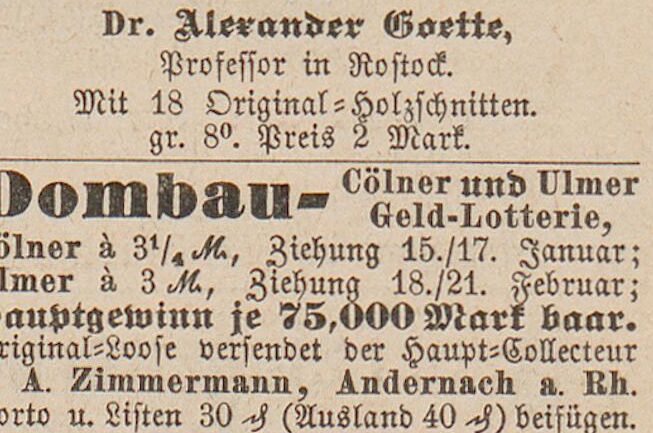 Dr. Alexander Goette,
Professor in Rostock.
Mit 18 Original-Holzschnitten.
gr. 8⁰. Preis 2 Mark.
Dombau- Cölner und Ulmer
Geld-Lotterie,
ölner à 3¼ M., Ziehung 15./17. Januar;
lmer à 3 M., Ziehung 18./21. Februar;
auptgewinn je 75,000 Mark baar.
riginal-Loose versendet der Haupt-Collecteur
A. Zimmermann, Andernach a. Rh.
orto u. Listen 30 ₰ (Ausland 40 ₰) beifügen.